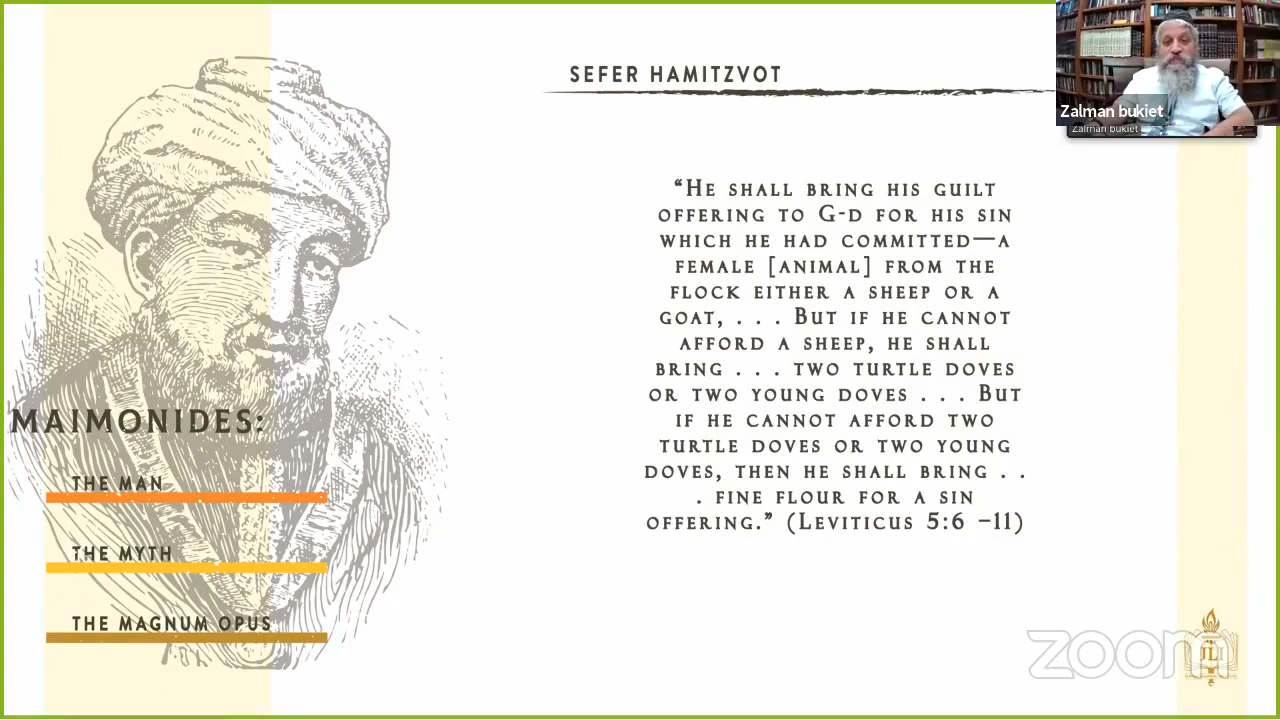 SEFER HAMITZVOT
Zalman bukiet
Zalman bukiet
“HE SHALL BRING HIS GUILT
OFFERING TO G-D FOR HIS SIN
WHICH HE HAD COMMITTED—A
FEMALE [ANIMAL] FROM THE
FLOCK EITHER A SHEEP OR A
GOAT, . . . BUT IF HE CANNOT
AFFORD A SHEEP, HE SHALL
BRING . . . TWO TURTLE DOVES
OR TWO YOUNG DOVES . . . BUT
IF HE CANNOT AFFORD TWO
TURTLE DOVES OR TWO YOUNG
DOVES, THEN HE SHALL BRING . .
. FINE FLOUR FOR A SIN
OFFERING.” (LEVITICUS 5:6 –11)
MAIMONIDES:
THE MAN
THE MYTH
THE MAGNUM OPUS
zoom
JLI